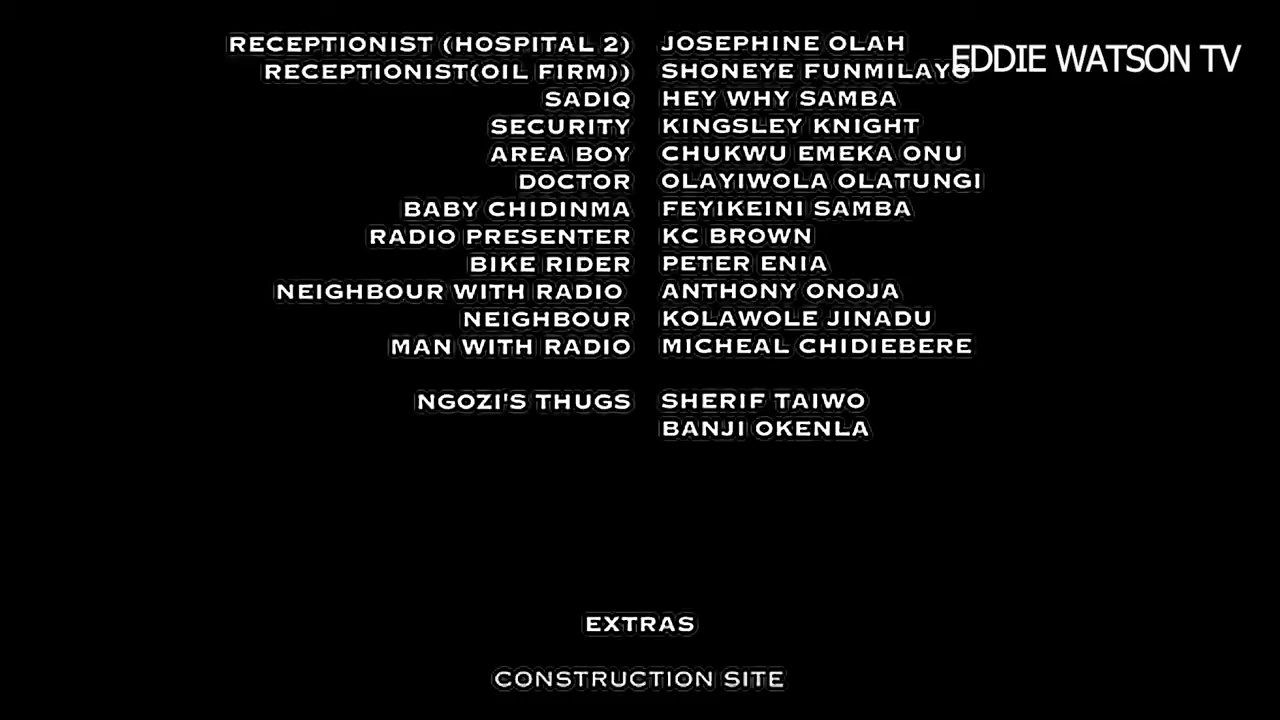 RECEPTIONIST (HOSPITAL 2) JOSEPHINE OLAH
EDDIE WATSON TV
RECEPTIONIST(OIL FIRM)) SHONEYE FUNMILAYO
SADIQ HEY WHY SAMBA
SECURITY KINGSLEY KNIGHT
AREA BOY CHUKWU EMEKA ONU
DOCTOR OLAYIWOLA OLATUNGI
BABY CHIDINMA FEYIKEINI SAMBA
RADIO PRESENTER KC BROWN
BIKE RIDER PETER ENIA
NEIGHBOUR WITH RADIO ANTHONY ONOJA
NEIGHBOUR KOLAWOLE JINADU
MAN WITH RADIO MICHEAL CHIDIEBERE
NGOZI'S THUGS SHERIF TAIWO
BANJI OKENLA
EXTRAS
CONSTRUCTION SITE